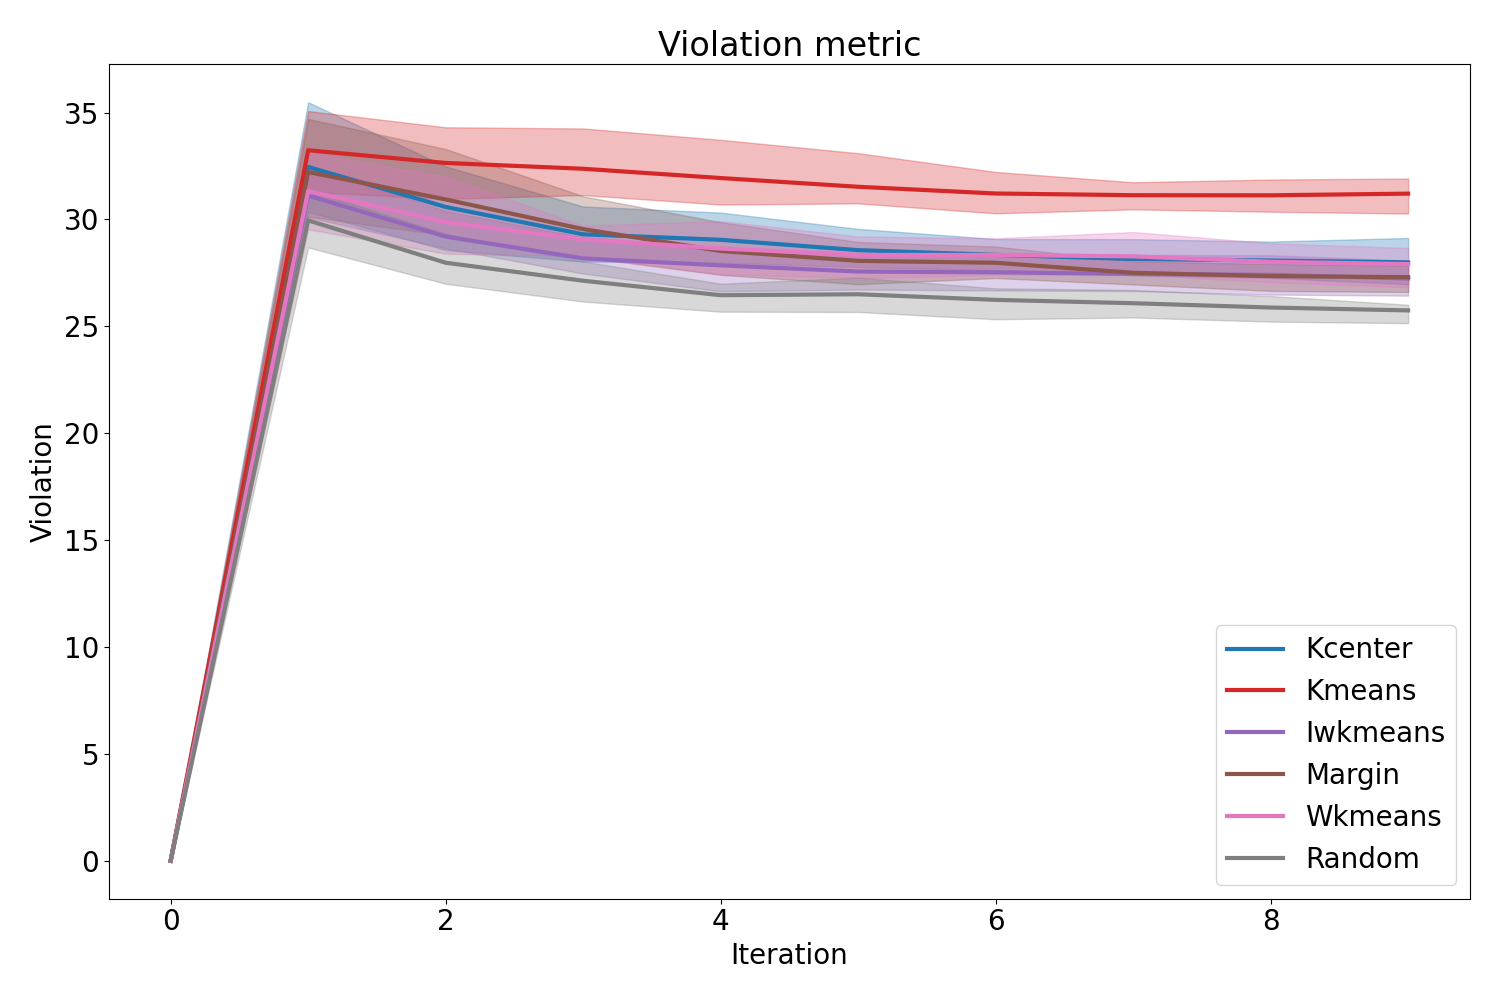 Violation metric
Violation
35
30
25
20
15
10
5
0
0 2 4 6 8
Iteration
Kcenter
Kmeans
Iwkmeans
Margin
Wkmeans
Random